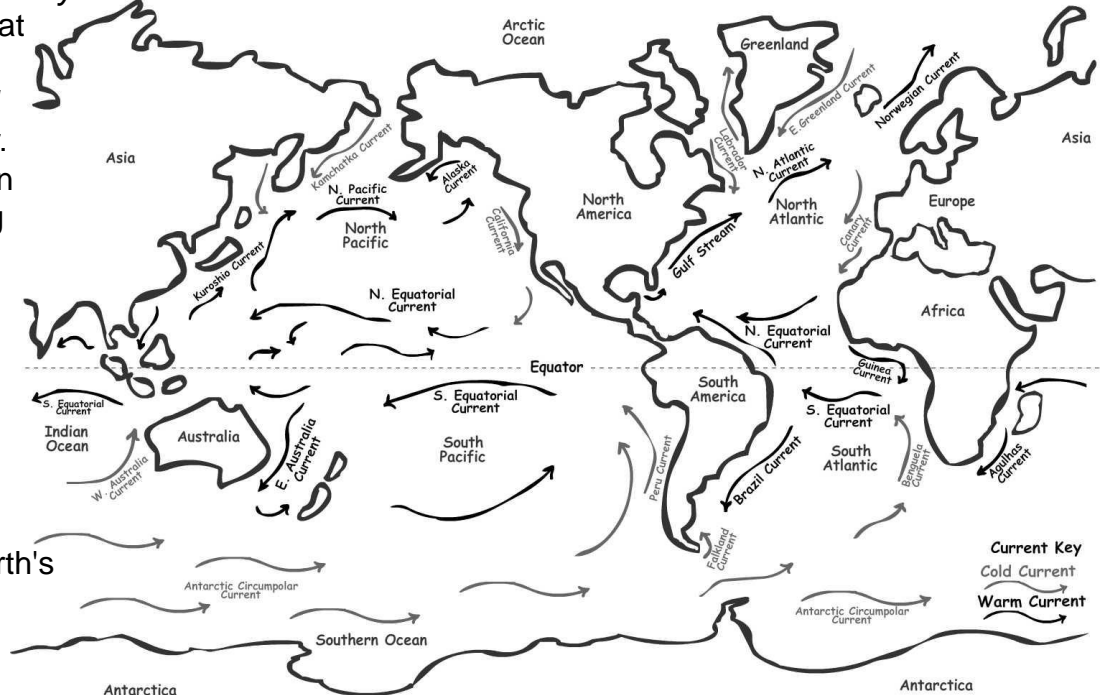 at
.
n
g
rth's
Arctic
Ocean
Greenland
E. Greenland Current
Norwegian Current
Asia
Asia
Kamchatka Current
Alaska
Current
Labrador
Current
N. Atlantic
Current
N. Pacific
Current
North
Pacific
California
Current
North
America
North
Atlantic
Europe
Canary
Current
Kuroshio Current
Gulf Stream
N. Equatorial
Current
N. Equatorial
Current
Africa
Equator
Guinea
Current
S. Equatorial
Current
S. Equatorial
Current
South
America
S. Equatorial
Current
Indian
Ocean
Australia
E. Australia
Current
South
Pacific
South
Atlantic
W. Australia
Current
Peru Current
Brazil Current
Benguela
Current
Agulhas
Current
Falkland
Current
Antarctic Circumpolar
Current
Antarctic Circumpolar
Current
Current Key
Cold Current
Warm Current
Southern Ocean
Antarctica
Antarctica